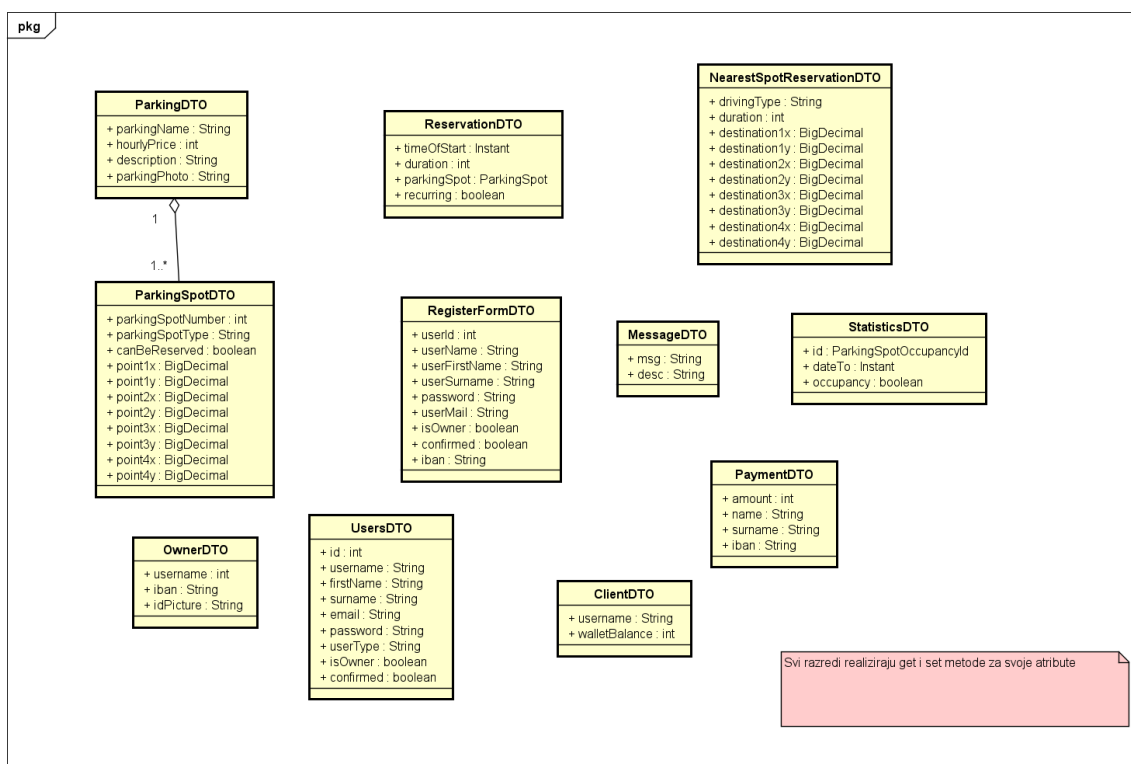 pkg
ParkingDTO
+ parkingName : String
+ hourlyPrice : int
+ description : String
+ parkingPhoto : String
1
1..*
ParkingSpotDTO
+ parkingSpotNumber : int
+ parkingSpotType : String
+ canBeReserved : boolean
+ point1x : BigDecimal
+ point1y : BigDecimal
+ point2x : BigDecimal
+ point2y : BigDecimal
+ point3x : BigDecimal
+ point3y : BigDecimal
+ point4x : BigDecimal
+ point4y : BigDecimal
ReservationDTO
+ timeOfStart : Instant
+ duration : int
+ parkingSpot : ParkingSpot
+ recurring : boolean
NearestSpotReservationDTO
+ drivingType : String
+ duration : int
+ destination1x : BigDecimal
+ destination1y : BigDecimal
+ destination2x : BigDecimal
+ destination2y : BigDecimal
+ destination3x : BigDecimal
+ destination3y : BigDecimal
+ destination4x : BigDecimal
+ destination4y : BigDecimal
RegisterFormDTO
+ userId : int
+ userName : String
+ userFirstName : String
+ userSurname : String
+ password : String
+ userMail : String
+ isOwner : boolean
+ confirmed : boolean
+ iban : String
MessageDTO
+ msg : String
+ desc : String
StatisticsDTO
+ id : ParkingSpotOccupancyId
+ dateTo : Instant
+ occupancy : boolean
PaymentDTO
+ amount : int
+ name : String
+ surname : String
+ iban : String
OwnerDTO
+ username : int
+ iban : String
+ idPicture : String
UsersDTO
+ id : int
+ username : String
+ firstName : String
+ surname : String
+ email : String
+ password : String
+ userType : String
+ isOwner : boolean
+ confirmed : boolean
ClientDTO
+ username : String
+ walletBalance : int
Svi razredi realiziraju get i set metode za svoje atribute